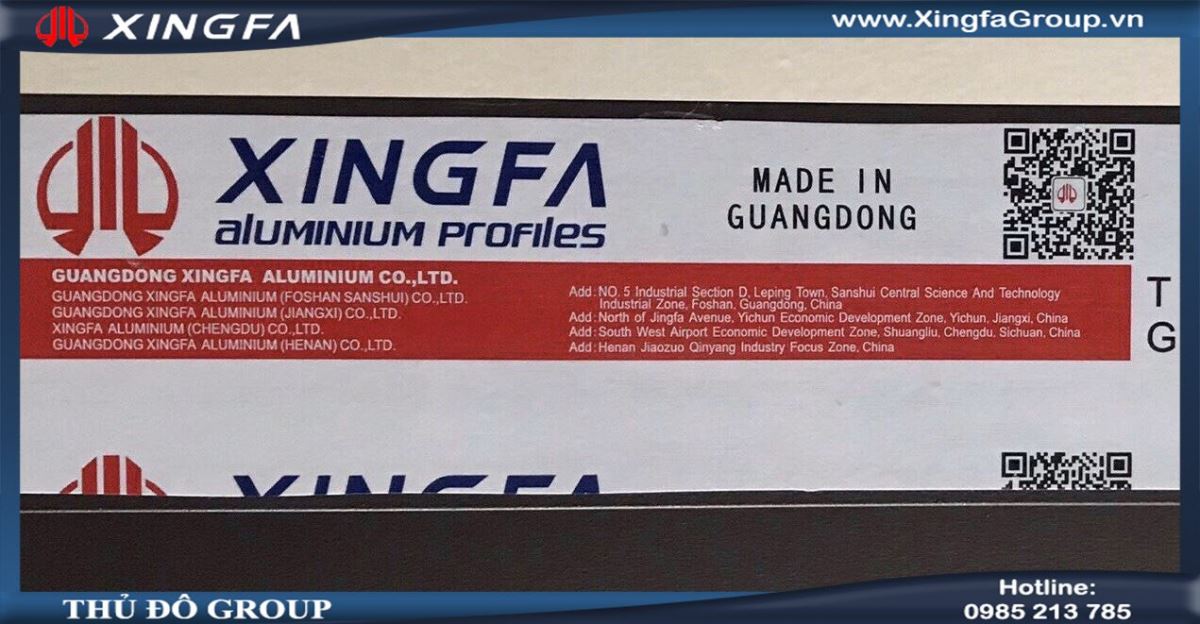 XINGFA
www.XingfaGroup.vn
XINGFA
aluminium profiles
MADE IN
GUANGDONG
GUANGDONG XINGFA ALUMINIUM CO.,LTD.
GUANGDONG XINGFA ALUMINIUM (FOSHAN SANSHUI) CO.,LTD.
GUANGDONG XINGFA ALUMINIUM (JIANGXI) CO.,LTD.
XINGFA ALUMINIUM (CHENGDU) CO.,LTD.
GUANGDONG XINGFA ALUMINIUM (HENAN) CO.,LTD.
Add:NO. 5 Industrial Section D, Leping Town, Sanshui Central Science And Technology
Industrial Zone, Foshan, Guangdong, China
Add:North of Jingfa Avenue, Yichun Economic Development Zone, Yichun, Jiangxi, China
Add:South West Airport Economic Development Zone, Shuangliu, Chengdu, Sichuan, China
Add:Henan Jiaozuo Qinyang Industry Focus Zone, China
T
G
XINGFA
THỦ ĐÔ GROUP
Hotline:
0985 213 785